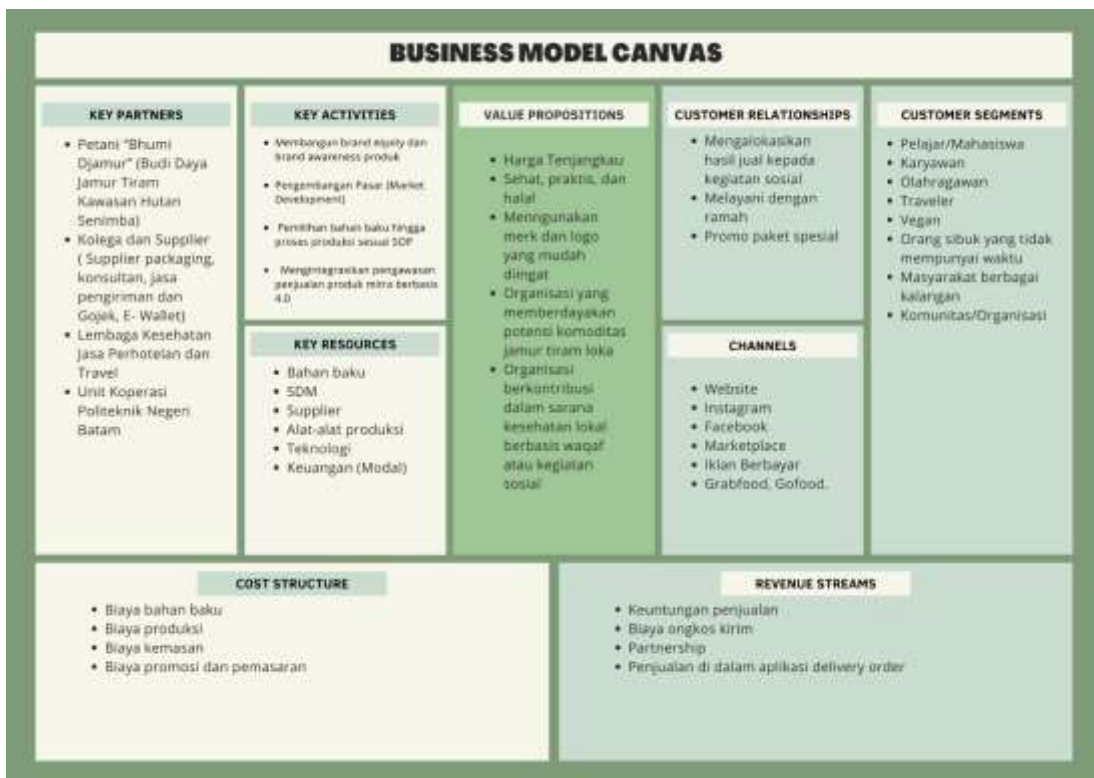 BUSINESS MODEL CANVAS
KEY PARTNERS
• Petani "Bhumi
Djamur" (Budi Daya
Jamur Tiram
Kawasan Hutan
Senimba)
• Kolega dan Supplier
( Supplier packaging,
konsultan, jasa
pengiriman dan
Gojek, E- Wallet)
• Lembaga Kesehatan
Jasa Perhotelan dan
Travel
• Unit Koperasi
Politeknik Negeri
Batam
KEY ACTIVITIES
• Membangun brand equity dan
brand awareness produk
• Pengembangan Pasar (Market
Development)
• Pemilihan bahan baku hingga
proses produksi sesuai SOP
• Mengintegrasikan pengawasan
penjualan produk mitra berbasis
4.0
KEY RESOURCES
• Bahan baku
• SDM
• Supplier
• Alat-alat produksi
• Teknologi
• Keuangan (Modal)
VALUE PROPOSITIONS
• Harga Terjangkau
• Sehat, praktis, dan
halal
• Menngunakan
merk dan logo
yang mudah
diingat
• Organisasi yang
memberdayakan
potensi komoditas
jamur tiram loka
• Organisasi
berkontribusi
dalam sarana
kesehatan lokal
berbasis waqaf
atau kegiatan
sosial
CUSTOMER RELATIONSHIPS
• Mengalokasikan
hasil jual kepada
kegiatan sosial
• Melayani dengan
ramah
• Promo paket spesial
CHANNELS
• Website
• Instagram
• Facebook
• Marketplace
• Iklan Berbayar
• Grabfood, Gofood.
CUSTOMER SEGMENTS
• Pelajar/Mahasiswa
• Karyawan
• Olahragawan
• Traveler
• Vegan
• Orang sibuk yang tidak
mempunyai waktu
• Masyarakat berbagai
kalangan
• Komunitas/Organisasi
COST STRUCTURE
• Biaya bahan baku
• Biaya produksi
• Biaya kemasan
• Biaya promosi dan pemasaran
REVENUE STREAMS
• Keuntungan penjualan
• Biaya ongkos kirim
• Partnership
• Penjualan di dalam aplikasi delivery order